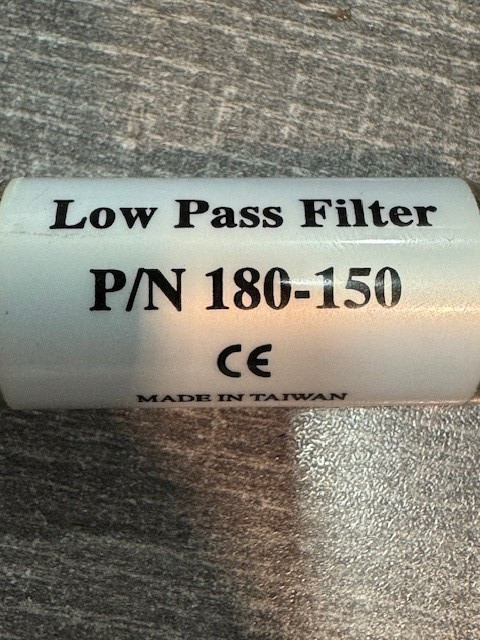 Low Pass Filter
P/N 180-150
CE
MADE IN TAIWAN